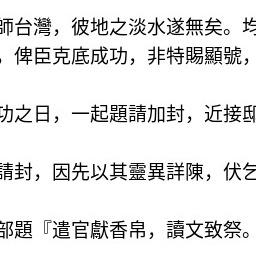 師台灣，彼地之淡水遂無矣。均
，俾臣克底成功，非特賜顯號，
功之日，一起題請加封，近接邸
請封，因先以其靈異詳陳，伏乞
部題『遣官獻香帛，讀文致祭。